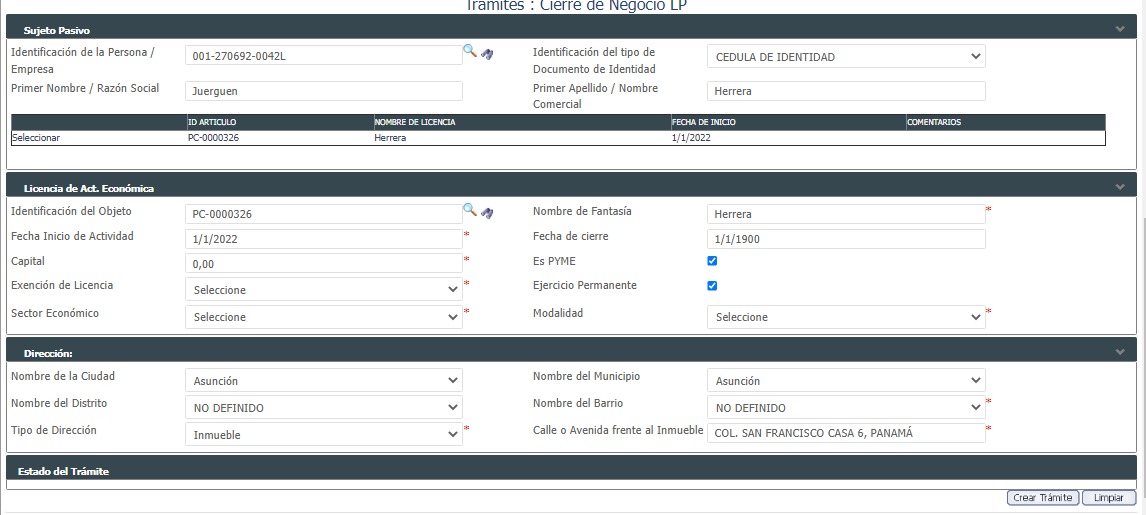 Trámites : Cierre de Negocio LP
Sujeto Pasivo
Identificación de la Persona / Empresa
001-270692-0042L
Identificación del tipo de Documento de Identidad
CEDULA DE IDENTIDAD
Primer Nombre / Razón Social
Juerguen
Primer Apellido / Nombre Comercial
Herrera
ID ARTICULO NOMBRE DE LICENCIA FECHA DE INICIO COMENTARIOS
Seleccionar PC-0000326 Herrera 1/1/2022
Licencia de Act. Económica
Identificación del Objeto PC-0000326 * Nombre de Fantasía Herrera *
Fecha Inicio de Actividad 1/1/2022 * Fecha de cierre 1/1/1900
Capital 0,00 * Es PYME
Exención de Licencia Seleccione * Ejercicio Permanente
Sector Económico Seleccione * Modalidad Seleccione *
Dirección:
Nombre de la Ciudad Asunción Nombre del Municipio Asunción
Nombre del Distrito NO DEFINIDO Nombre del Barrio NO DEFINIDO *
Tipo de Dirección Inmueble * Calle o Avenida frente al Inmueble COL. SAN FRANCISCO CASA 6, PANAMÁ *
Estado del Trámite
Crear Trámite Limpiar